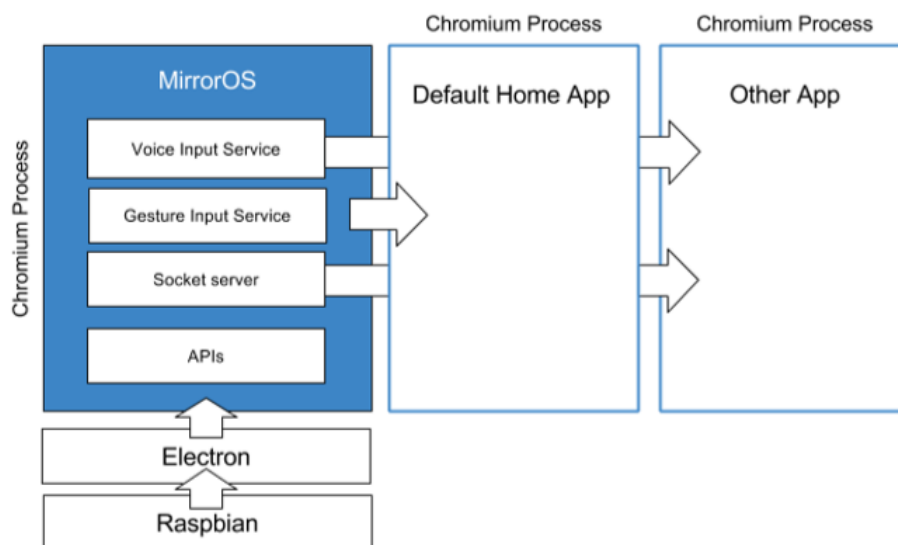 Chromium Process
Chromium Process
MirrorOS
Default Home App
Other App
Voice Input Service
Gesture Input Service
Socket server
APIs
Chromium Process
Electron
Raspbian